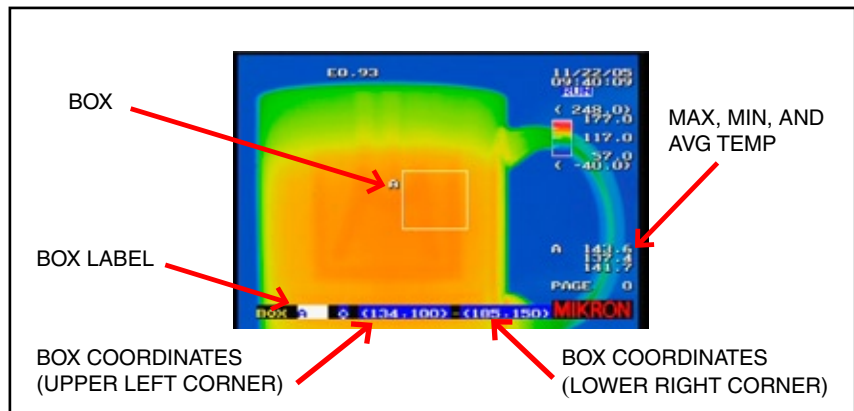 E0.93
11/22/05
09:40:09
RUN
( 248.0)
177.0
117.0
57.0
( -40.0)
BOX
MAX, MIN, AND
AVG TEMP
A
A 143.6
137.4
141.7
BOX LABEL
PAGE 0
BOX A (134,100) - (185,150) MIKRON
BOX COORDINATES
(UPPER LEFT CORNER)
BOX COORDINATES
(LOWER RIGHT CORNER)